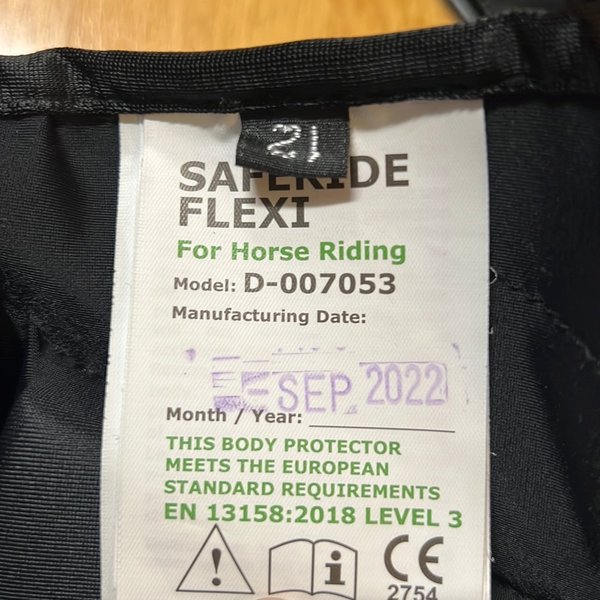 21
SAFERIDE
FLEXI
For Horse Riding
Model: D-007053
Manufacturing Date:
SEP. 2022
Month / Year:
THIS BODY PROTECTOR
MEETS THE EUROPEAN
STANDARD REQUIREMENTS
EN 13158:2018 LEVEL 3
! i CE
2754